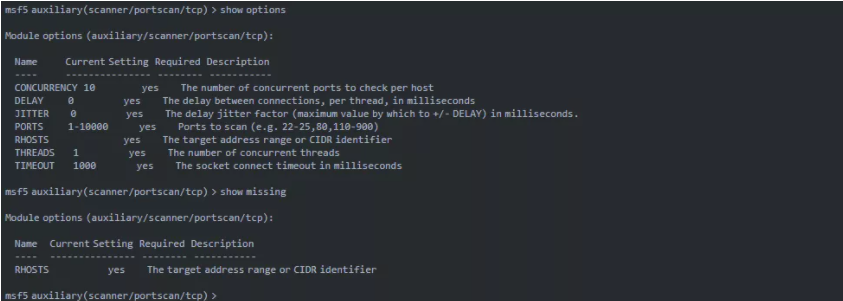 msf5 auxiliary(scanner/portscan/tcp) > show options
Module options (auxiliary/scanner/portscan/tcp):
Name Current Setting Required Description
---- --------------- -------- -----------
CONCURRENCY 10 yes The number of concurrent ports to check per host
DELAY 0 yes The delay between connections, per thread, in milliseconds
JITTER 0 yes The delay jitter factor (maximum value by which to +/- DELAY) in milliseconds.
PORTS 1-10000 yes Ports to scan (e.g. 22-25,80,110-900)
RHOSTS yes The target address range or CIDR identifier
THREADS 1 yes The number of concurrent threads
TIMEOUT 1000 yes The socket connect timeout in milliseconds
msf5 auxiliary(scanner/portscan/tcp) > show missing
Module options (auxiliary/scanner/portscan/tcp):
Name Current Setting Required Description
---- --------------- -------- -----------
RHOSTS yes The target address range or CIDR identifier
msf5 auxiliary(scanner/portscan/tcp) >